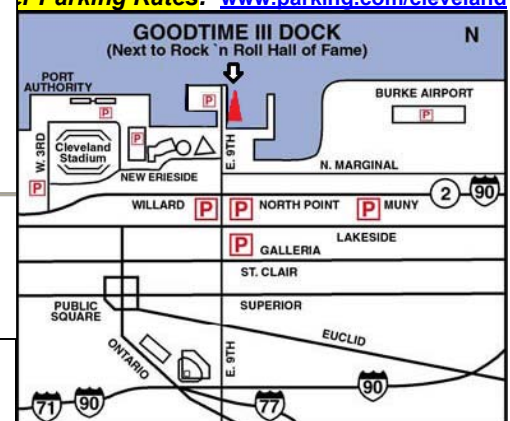 Parking Rates: www.parking.com/cleveland
GOODTIME III DOCK
(Next to Rock `n Roll Hall of Fame)
N
PORT
AUTHORITY
P
P
P
BURKE AIRPORT
P
W. 3RD
Cleveland
Stadium
P
E. 9TH
NEW ERIESIDE
N. MARGINAL
2
90
WILLARD P P NORTH POINT P MUNY
P GALLERIA
LAKESIDE
ST. CLAIR
PUBLIC
SQUARE
SUPERIOR
ONTARIO
E. 9TH
EUCLID
71
90
77
90